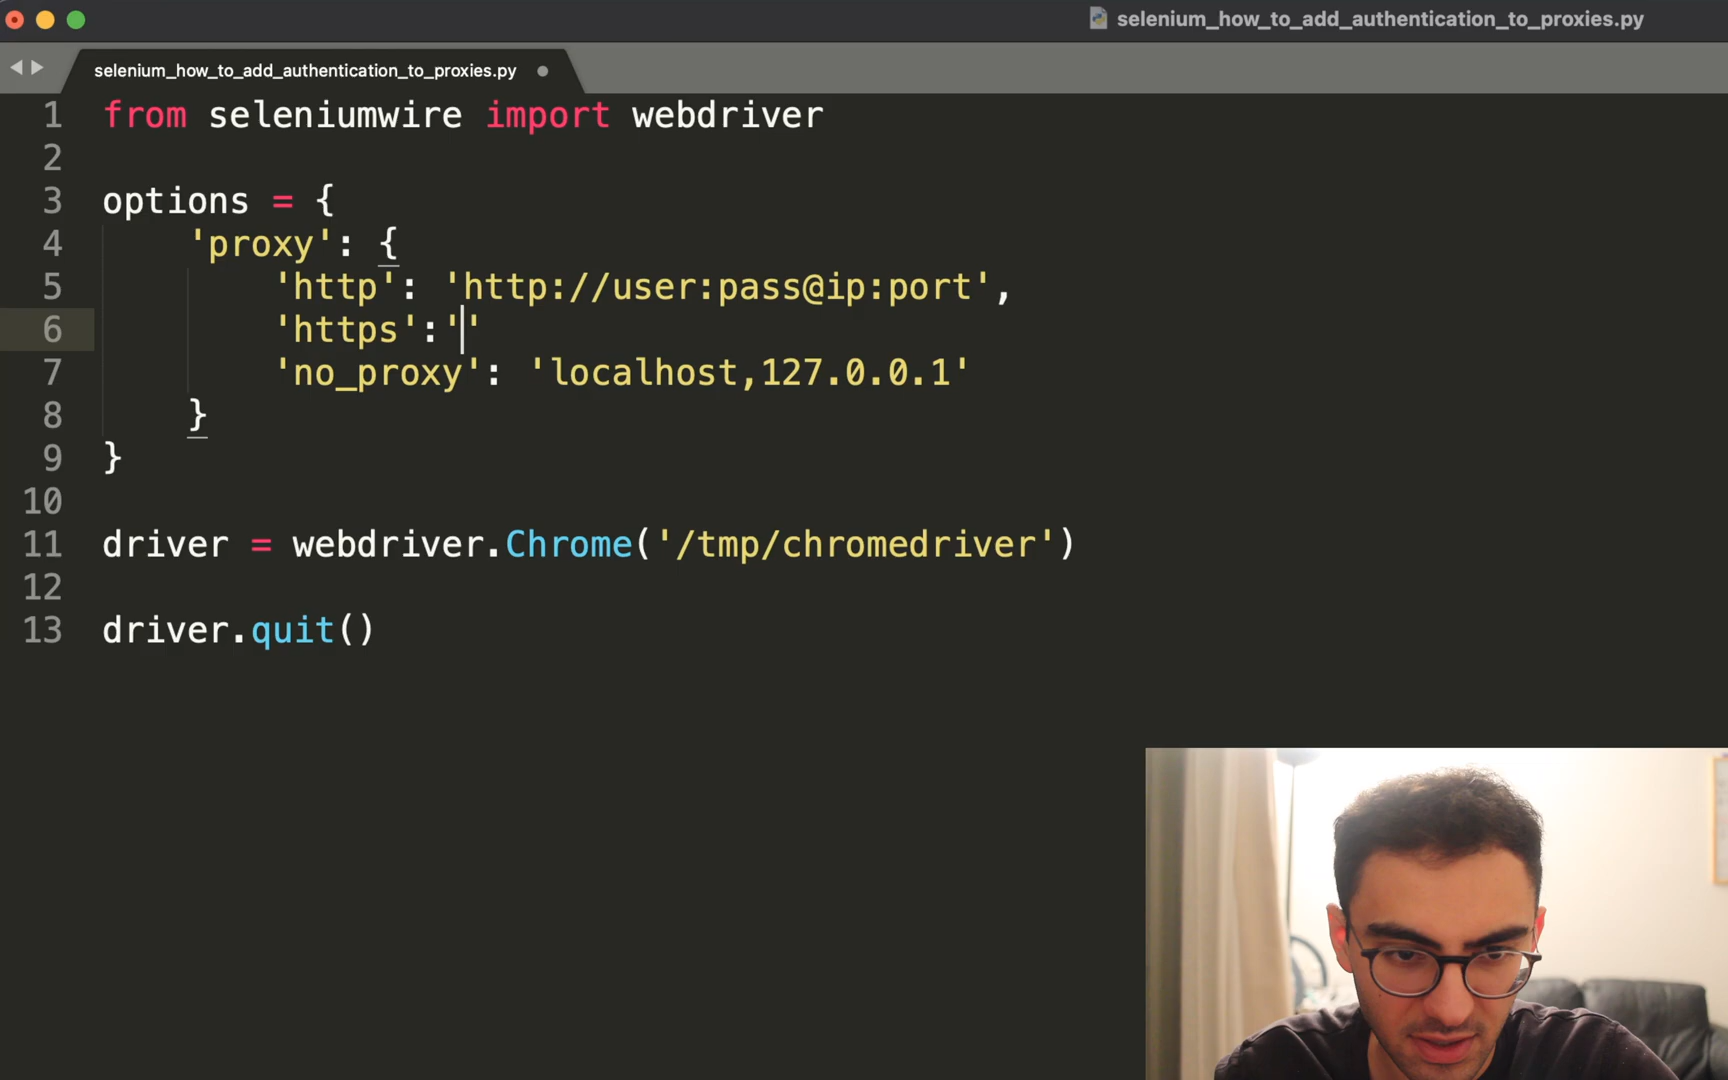 selenium_how_to_add_authentication_to_proxies.py
selenium_how_to_add_authentication_to_proxies.py
1 from seleniumwire import webdriver
2
3 options = {
4     'proxy': {
5         'http': 'http://user:pass@ip:port',
6         'https':''
7         'no_proxy': 'localhost,127.0.0.1'
8     }
9 }
10
11 driver = webdriver.Chrome('/tmp/chromedriver')
12
13 driver.quit()